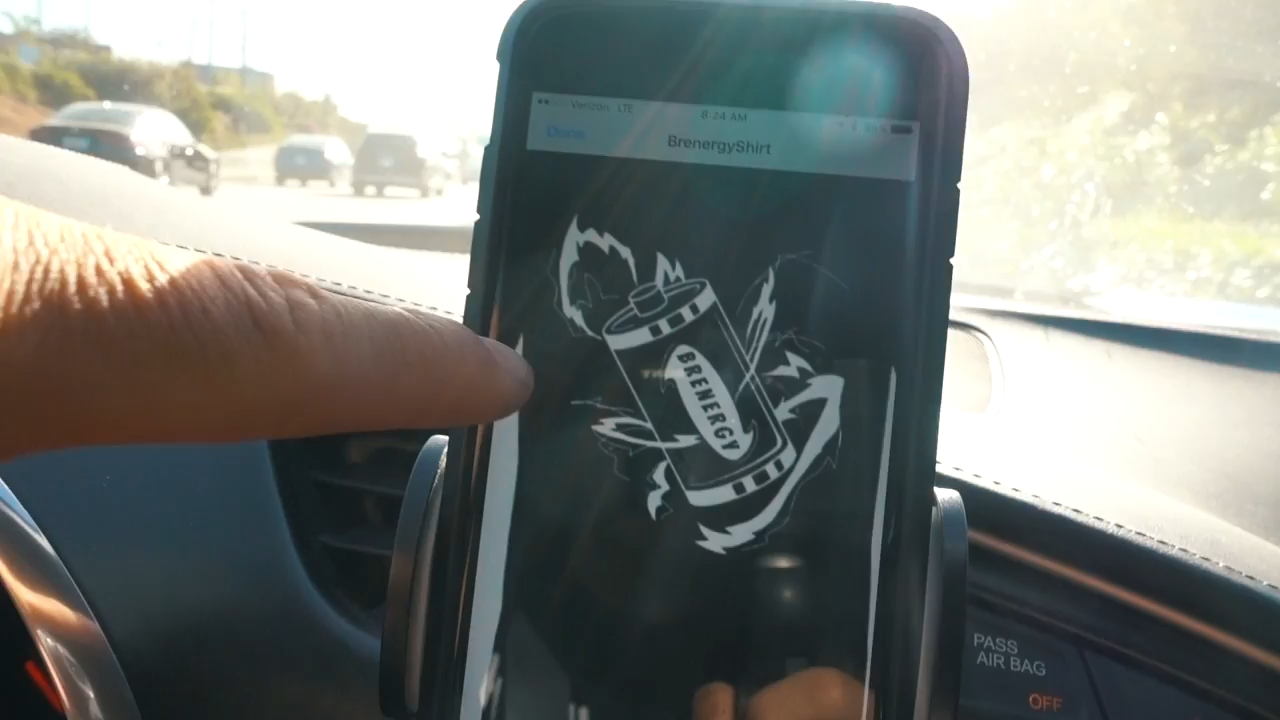 Verizon LTE
8:24 AM
Done
BrenergyShirt
BRENERGY
PASS
AIR BAG
OFF